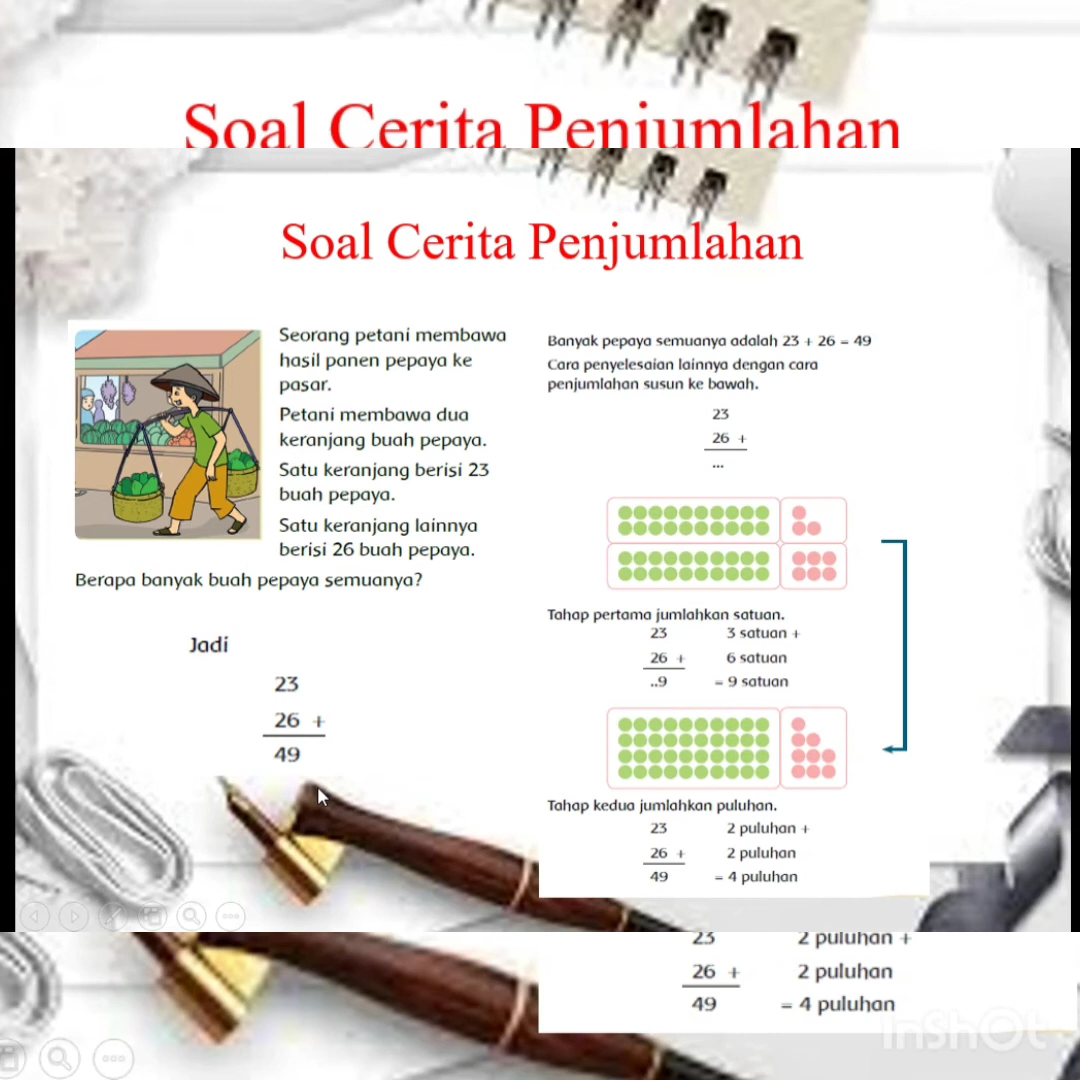 Soal Cerita Penjumlahan
Soal Cerita Penjumlahan
Seorang petani membawa
hasil panen pepaya ke
pasar.
Petani membawa dua
keranjang buah pepaya.
Satu keranjang berisi 23
buah pepaya.
Satu keranjang lainnya
berisi 26 buah pepaya.
Berapa banyak buah pepaya semuanya?
Jadi
23
26 +
49
Banyak pepaya semuanya adalah 23 + 26 = 49
Cara penyelesaian lainnya dengan cara
penjumlahan susun ke bawah.
23
26 +
...
Tahap pertama jumlahkan satuan.
23 3 satuan +
26 + 6 satuan
..9 = 9 satuan
Tahap kedua jumlahkan puluhan.
23 2 puluhan +
26 + 2 puluhan
49 = 4 puluhan
23 2 puluhan +
26 + 2 puluhan
49 = 4 puluhan
InShOt